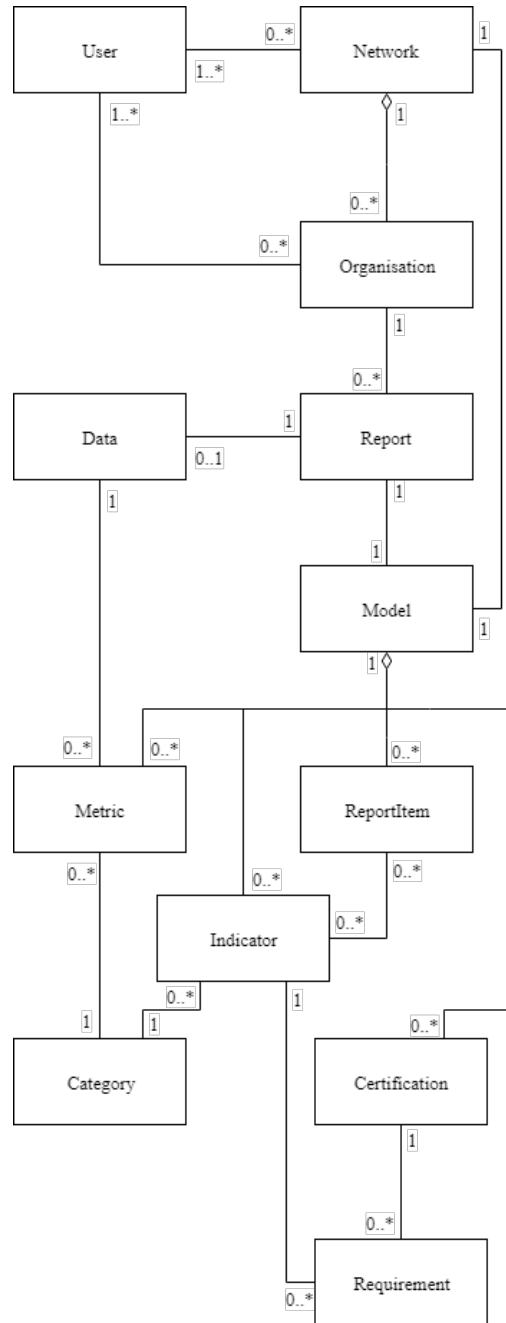 User
0..*
Network
1
1..*
1..*
1
0..*
0..*
Organisation
1
0..*
Data
1
Report
0..1
1
1
1
Model
1
1
0..*
0..*
0..*
Metric
ReportItem
0..*
0..*
0..*
0..*
Indicator
0..*
1
1
1
0..*
Category
Certification
1
0..*
Requirement
0..*